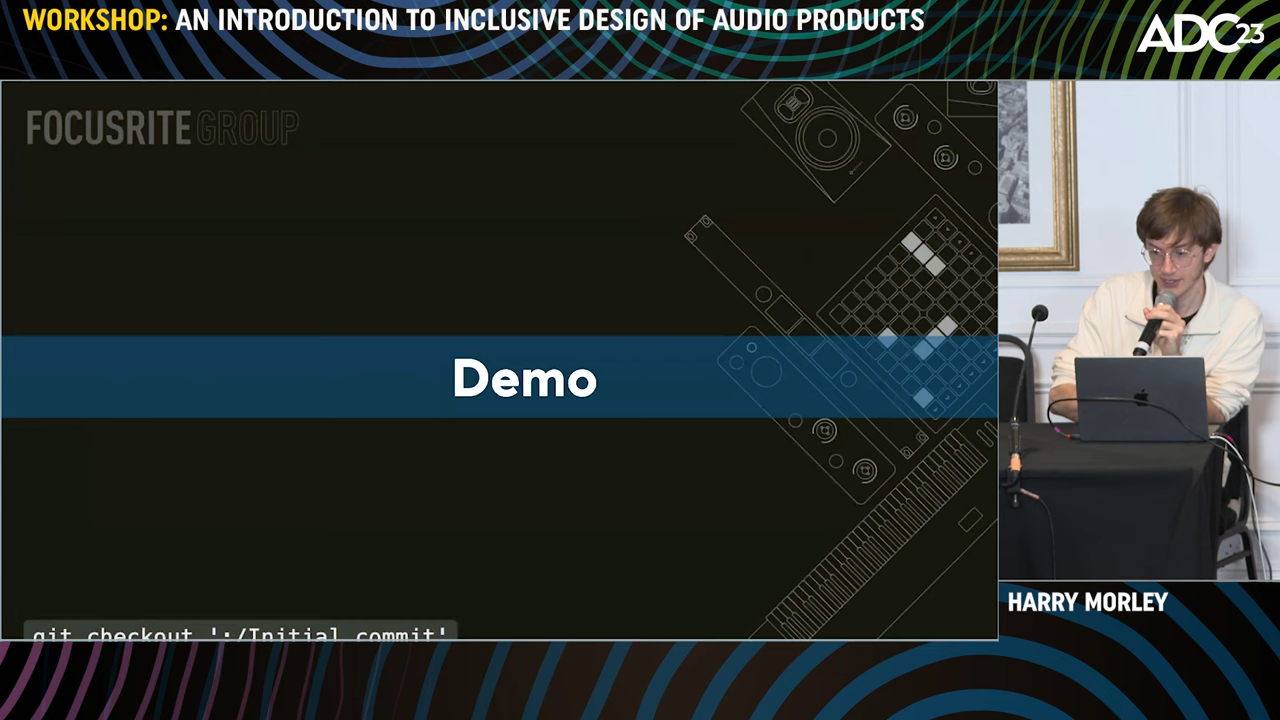 WORKSHOP: AN INTRODUCTION TO INCLUSIVE DESIGN OF AUDIO PRODUCTS
ADC23
FOCUSRITE GROUP
Demo
git checkout ':/Initial commit'
HARRY MORLEY